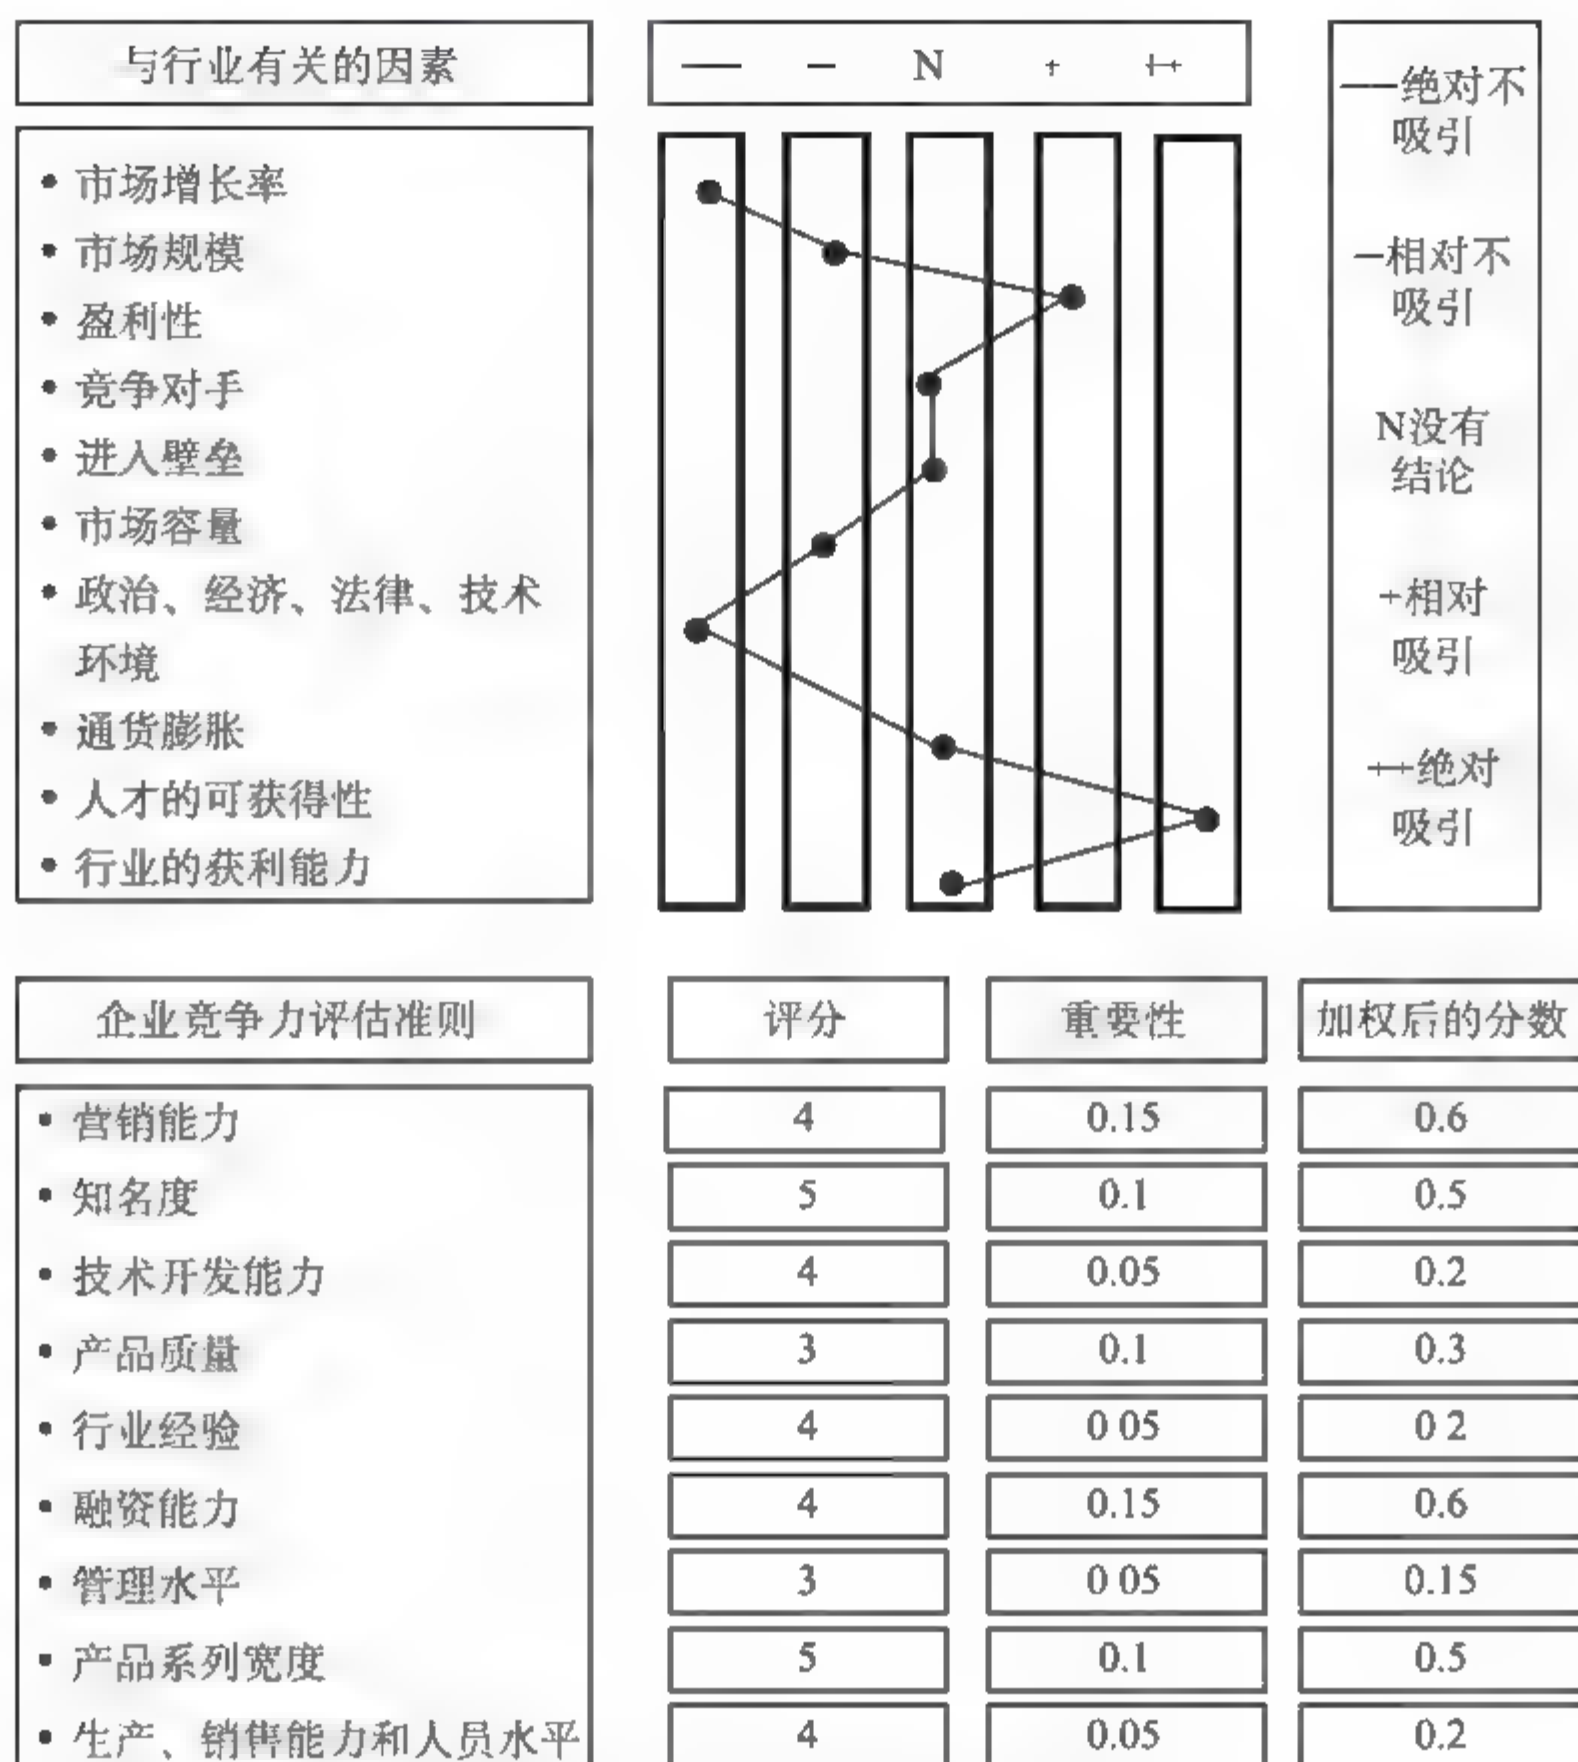 与行业有关的因素
— - N + ++
• 市场增长率
• 市场规模
• 盈利性
• 竞争对手
• 进入壁垒
• 市场容量
• 政治、经济、法律、技术
环境
• 通货膨胀
• 人才的可获得性
• 行业的获利能力
—绝对不
吸引
-相对不
吸引
N没有
结论
+相对
吸引
++绝对
吸引
企业竞争力评估准则 评分 重要性 加权后的分数
• 营销能力 4 0.15 0.6
• 知名度 5 0.1 0.5
• 技术开发能力 4 0.05 0.2
• 产品质量 3 0.1 0.3
• 行业经验 4 0 05 0 2
• 融资能力 4 0.15 0.6
• 管理水平 3 0 05 0.15
• 产品系列宽度 5 0.1 0.5
• 生产、销售能力和人员水平 4 0.05 0.2